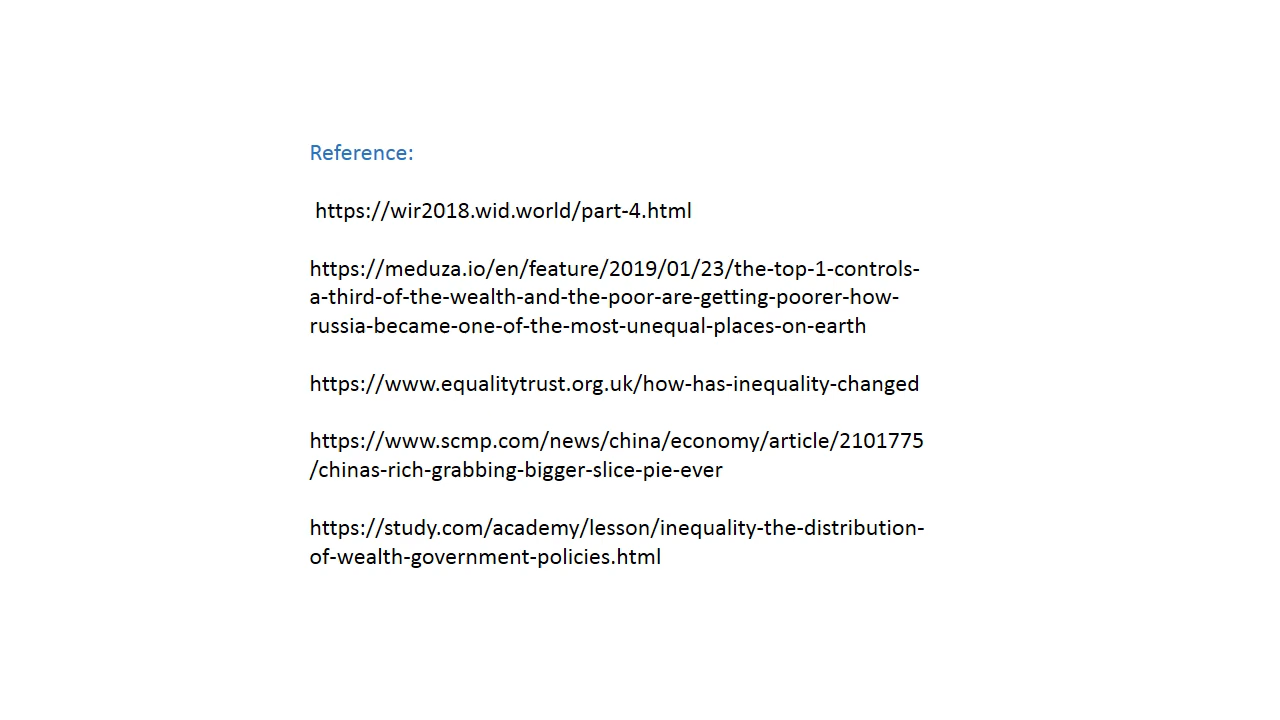 Reference:
https://wir2018.wid.world/part-4.html
https://meduza.io/en/feature/2019/01/23/the-top-1-controls-
a-third-of-the-wealth-and-the-poor-are-getting-poorer-how-
russia-became-one-of-the-most-unequal-places-on-earth
https://www.equalitytrust.org.uk/how-has-inequality-changed
https://www.scmp.com/news/china/economy/article/2101775
/chinas-rich-grabbing-bigger-slice-pie-ever
https://study.com/academy/lesson/inequality-the-distribution-
of-wealth-government-policies.html